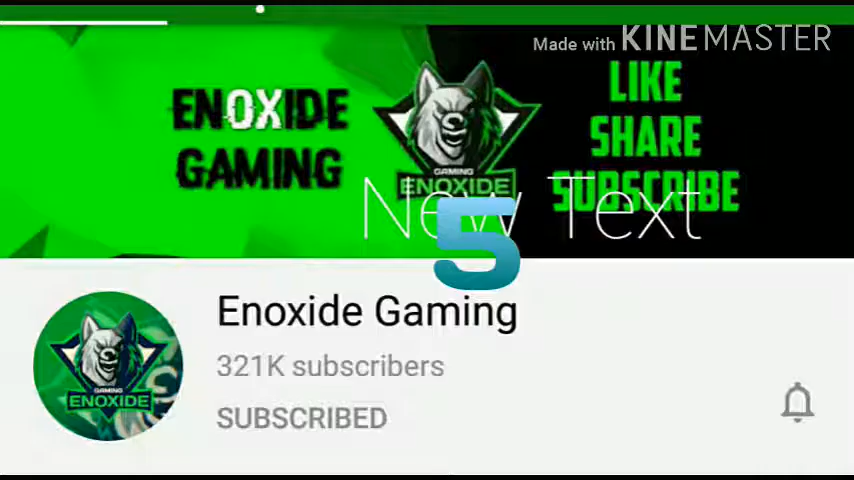 Made with KINEMASTER
ENOXIDE
GAMING
GAMING
ENOXIDE
LIKE
SHARE
SUBSCRIBE
New Text
5
Enoxide Gaming
321K subscribers
SUBSCRIBED
GAMING
ENOXIDE